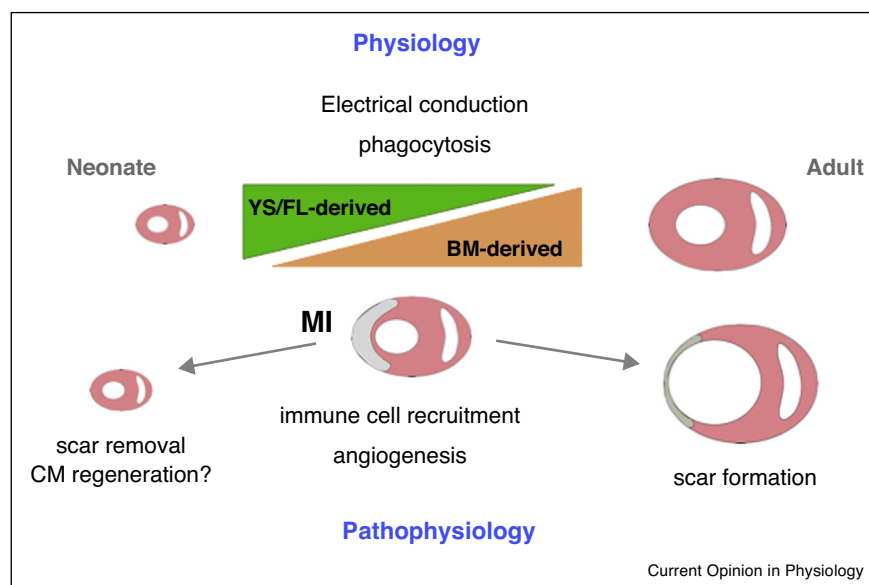 Physiology
Electrical conduction
phagocytosis
Neonate
Adult
YS/FL-derived
BM-derived
MI
immune cell recruitment
angiogenesis
scar removal
CM regeneration?
scar formation
Pathophysiology
Current Opinion in Physiology